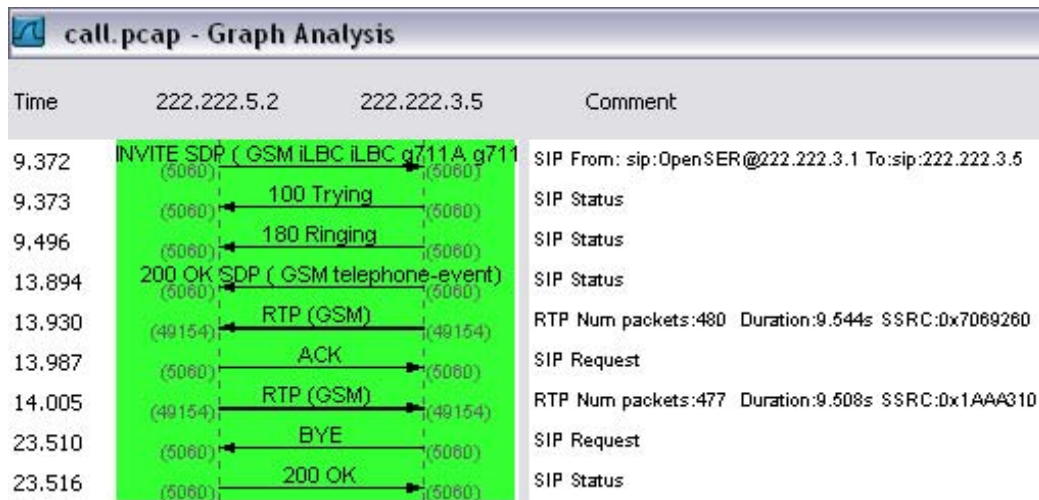 call.pcap - Graph Analysis
Time 222.222.5.2 222.222.3.5 Comment
9.372 INVITE SDP ( GSM iLBC iLBC g711A g711 SIP From: sip:OpenSER@222.222.3.1 To:sip:222.222.3.5
(5060) (5060)
9.373 100 Trying SIP Status
(5060) (5060)
9.496 180 Ringing SIP Status
(5060) (5060)
13.894 200 OK SDP ( GSM telephone-event) SIP Status
(5060) (5060)
13.930 RTP (GSM) RTP Num packets:480 Duration:9.544s SSRC:0x7069260
(49154) (49154)
13.987 ACK SIP Request
(5060) (5060)
14.005 RTP (GSM) RTP Num packets:477 Duration:9.508s SSRC:0x1AAA310
(49154) (49154)
23.510 BYE SIP Request
(5060) (5060)
23.516 200 OK SIP Status
(5060) (5060)